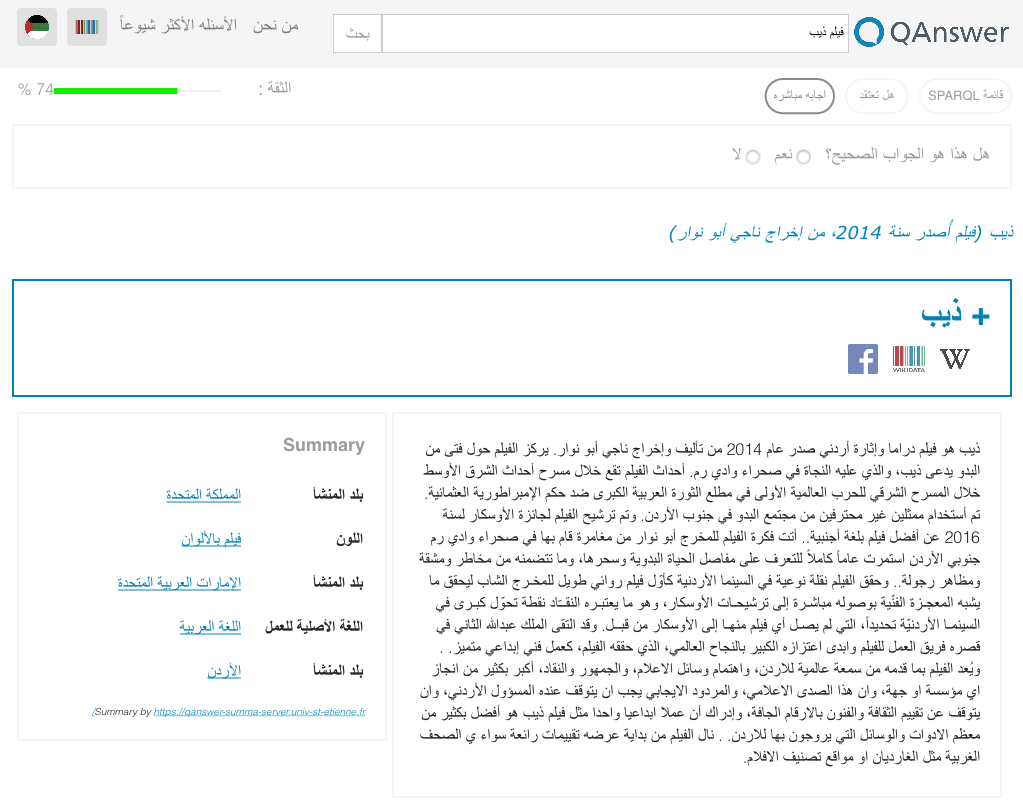 QAnswer
فيلم ذيب
بحث
من نحن
الأسئله الأكثر شيوعاً
قائمة SPARQL
هل تعتقد
اجابه مباشره
الثقة :
74 %
هل هذا هو الجواب الصحيح؟ نعم لا
ذيب (فيلم أُصدر سنة 2014، من إخراج ناجي أبو نوار)
+ ذيب
WIKIDATA
ذيب هو فيلم دراما وإثارة أردني صدر عام 2014 من تأليف وإخراج ناجي أبو نوار. يركز الفيلم حول فتى من
البدو يدعى ذيب، والذي عليه النجاة في صحراء وادي رم. أحداث الفيلم تقع خلال مسرح أحداث الشرق الأوسط
خلال المسرح الشرقي للحرب العالمية الأولى في مطلع الثورة العربية الكبرى ضد حكم الإمبراطورية العثمانية.
تم أستخدام ممثلين غير محترفين من مجتمع البدو في جنوب الأردن. وتم ترشيح الفيلم لجائزة الأوسكار لسنة
2016 عن أفضل فيلم بلغة أجنبية.. أتت فكرة الفيلم للمخرج أبو نوار من مغامرة قام بها في صحراء وادي رم
جنوبي الأردن استمرت عاماً كاملاً للتعرف على مفاصل الحياة البدوية وسحرها، وما تتضمنه من مخاطر ومشقة
ومظاهر رجولة.. وحقق الفيلم نقلة نوعية في السينما الأردنية كأوّل فيلم روائي طويل للمخـرج الشاب ليحقق ما
يشبه المعجـزة الفنّية بوصوله مباشـرة إلى ترشيحـات الأوسكار، وهو ما يعتبـره النقـّاد نقطة تحوّل كبـرى في
السينمـا الأردنيّة تحديداً، التي لم يصـل أي فيلم منهـا إلى الأوسكار من قبـل. وقد التقى الملك عبدالله الثاني في
قصره فريق العمل للفيلم وابدى اعتزازه الكبير بالنجاح العالمي، الذي حققه الفيلم، كعمل فني إبداعي متميز. .
ويُعد الفيلم بما قدمه من سمعة عالمية للاردن، واهتمام وسائل الاعلام، والجمهور والنقاد، أكبر بكثير من انجاز
اي مؤسسة او جهة، وان هذا الصدى الاعلامي، والمردود الايجابي يجب ان يتوقف عنده المسؤول الأردني، وان
يتوقف عن تقييم الثقافة والفنون بالارقام الجافة، وإدراك أن عملا ابداعيا واحدا مثل فيلم ذيب هو أفضل بكثير من
معظم الادوات والوسائل التي يروجون بها للاردن. . نال الفيلم من بداية عرضه تقييمات رائعة سواء ي الصحف
الغربية مثل الغارديان او مواقع تصنيف الافلام.
Summary
بلد المنشأ المملكة المتحدة
اللون فيلم بالألوان
بلد المنشأ الإمارات العربية المتحدة
اللغة الأصلية للعمل اللغة العربية
بلد المنشأ الأردن
/Summary by https://qanswer-summa-server.univ-st-etienne.fr